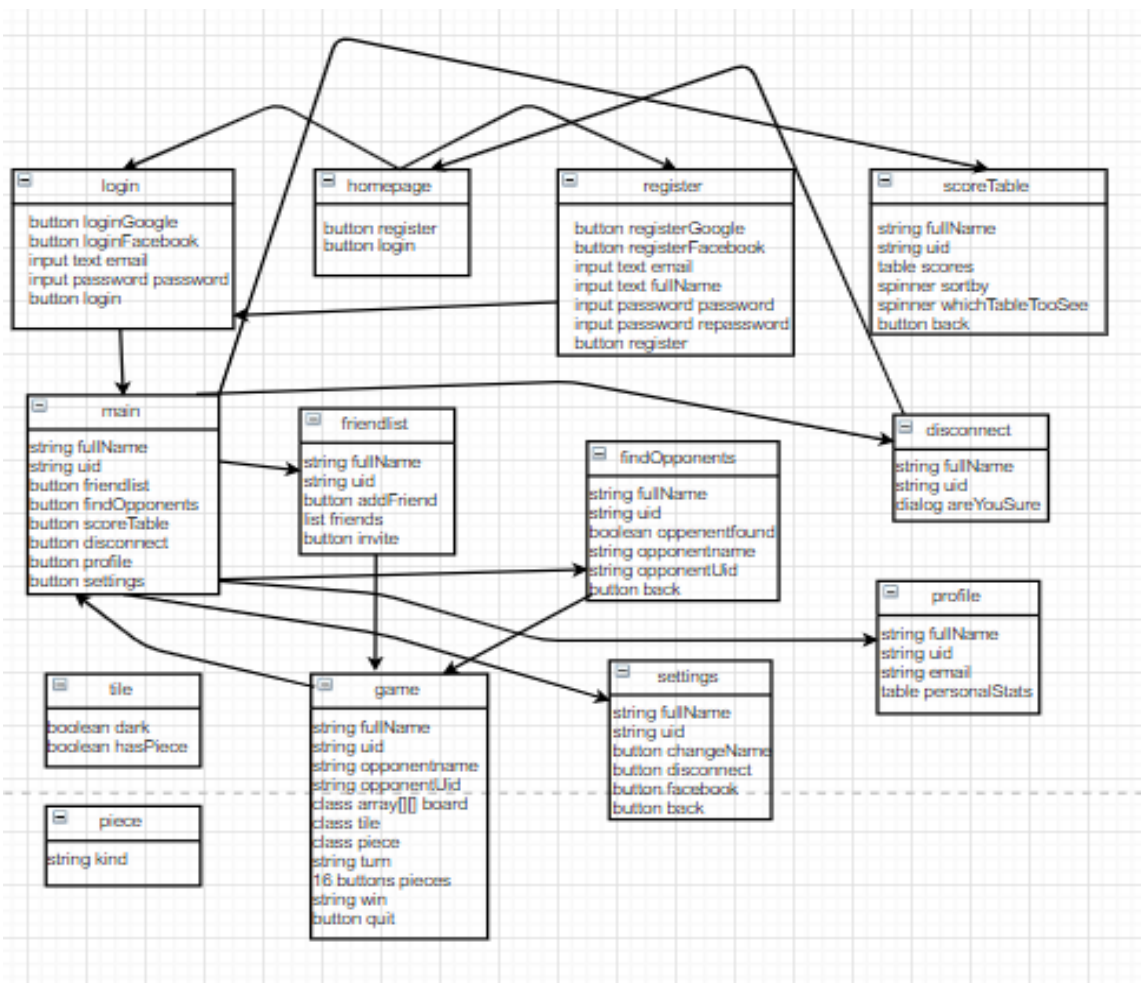 login
button loginGoogle
button loginFacebook
input text email
input password password
button login
homepage
button register
button login
register
button registerGoogle
button registerFacebook
input text email
input text fullName
input password password
input password repassword
button register
scoreTable
string fullName
string uid
table scores
spinner sortby
spinner whichTableTooSee
button back
main
string fullName
string uid
button friendlist
button findOpponents
button scoreTable
button disconnect
button profile
button settings
friendlist
string fullName
string uid
button addFriend
list friends
button invite
findOpponents
string fullName
string uid
boolean oppenentfound
string opponentname
string opponentUid
button back
disconnect
string fullName
string uid
dialog areYouSure
profile
string fullName
string uid
string email
table personalStats
tile
boolean dark
boolean hasPiece
game
string fullName
string uid
string opponentname
string opponentUid
class array[][] board
class tile
class piece
string turn
16 buttons pieces
string win
button quit
settings
string fullName
string uid
button changeName
button disconnect
button facebook
button back
piece
string kind